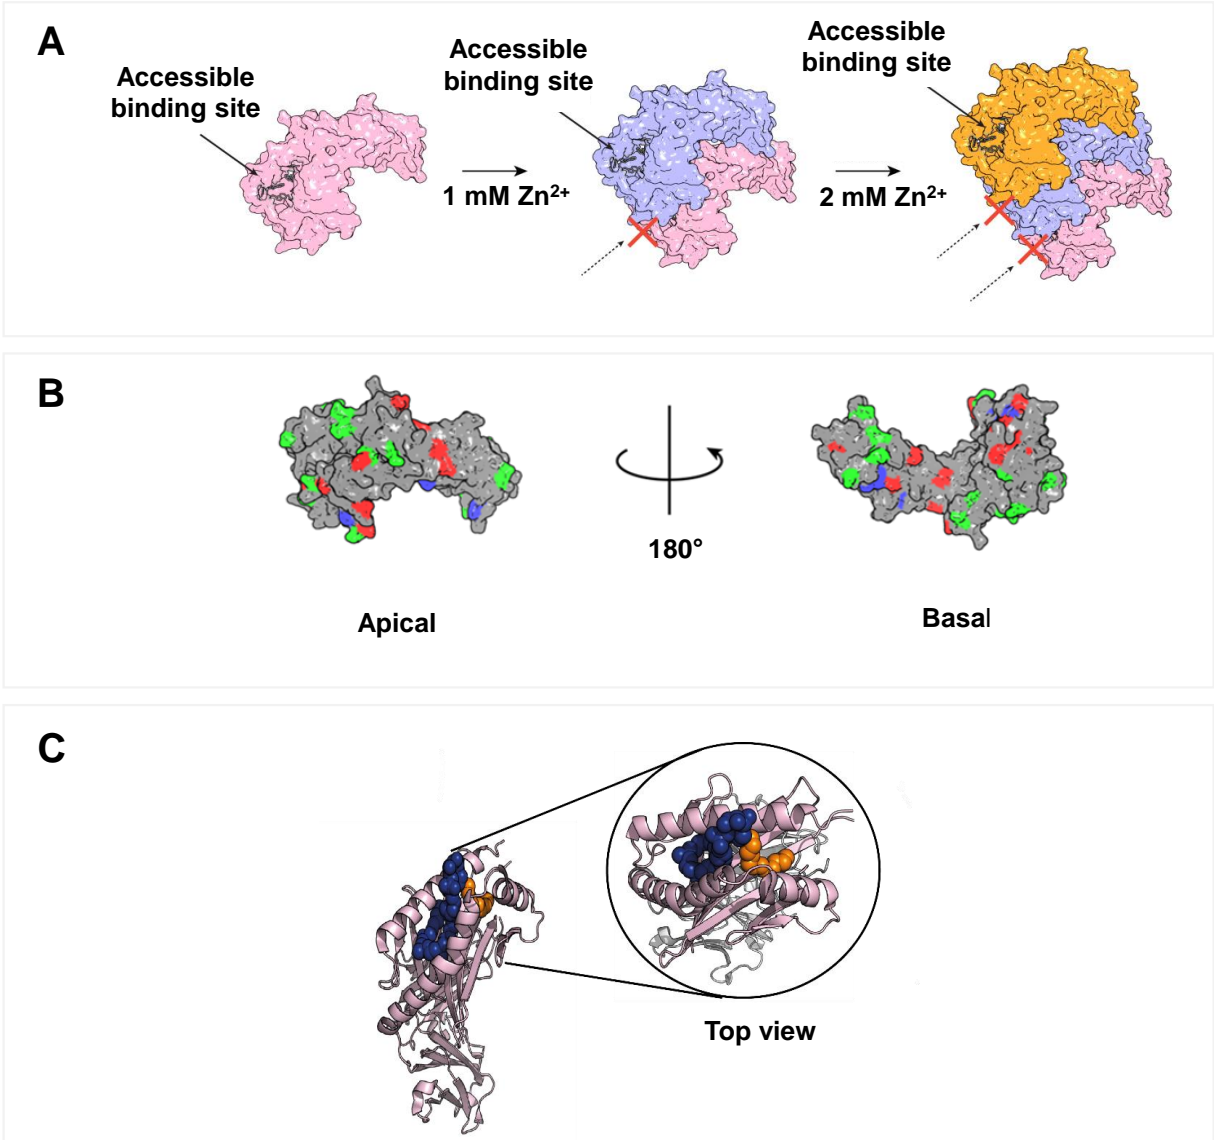 A
Accessible
binding site
Accessible
binding site
Accessible
binding site
1 mM Zn²⁺
2 mM Zn²⁺
B
180°
Apical
Basal
C
Top view